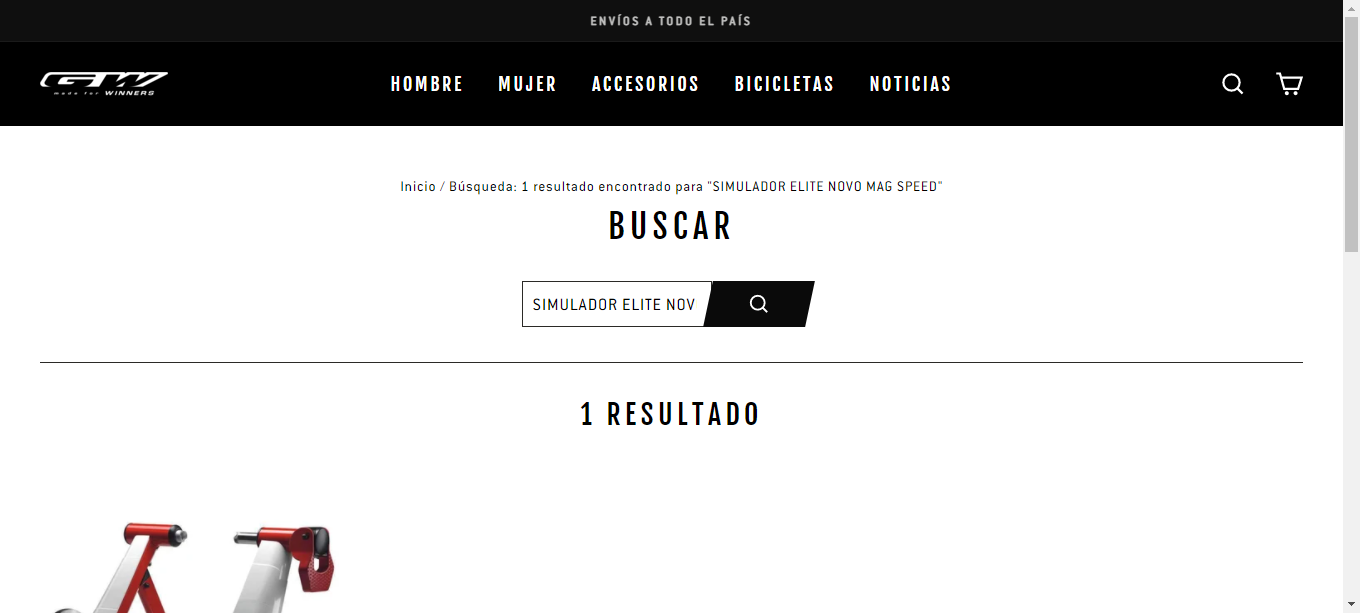 ENVÍOS A TODO EL PAÍS
GW
made for WINNERS
HOMBRE MUJER ACCESORIOS BICICLETAS NOTICIAS
Inicio / Búsqueda: 1 resultado encontrado para "SIMULADOR ELITE NOVO MAG SPEED"
BUSCAR
SIMULADOR ELITE NOV
1 RESULTADO